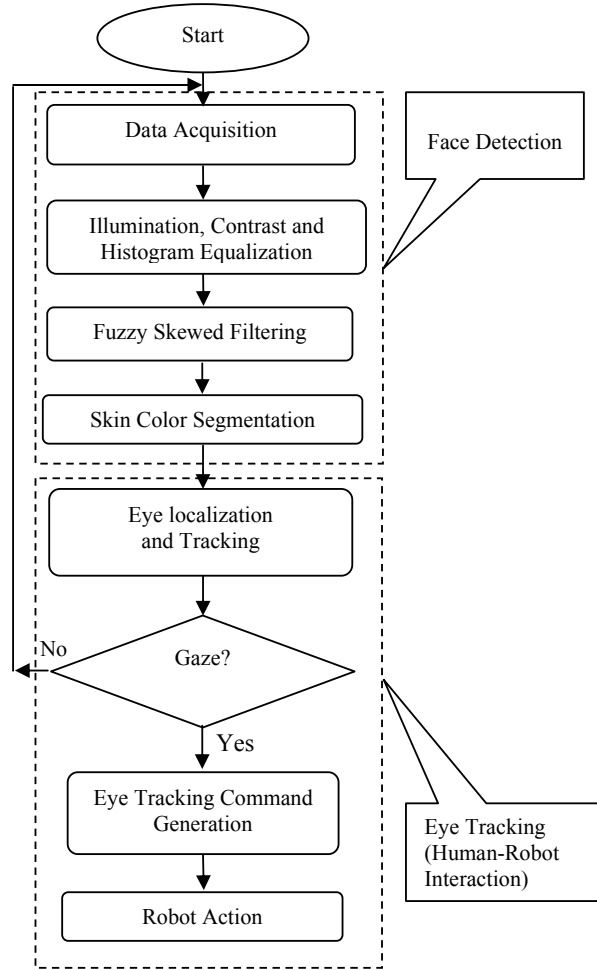 Start
Data Acquisition
Face Detection
Illumination, Contrast and
Histogram Equalization
Fuzzy Skewed Filtering
Skin Color Segmentation
Eye localization
and Tracking
No
Gaze?
Yes
Eye Tracking Command
Generation
Eye Tracking
(Human-Robot
Interaction)
Robot Action